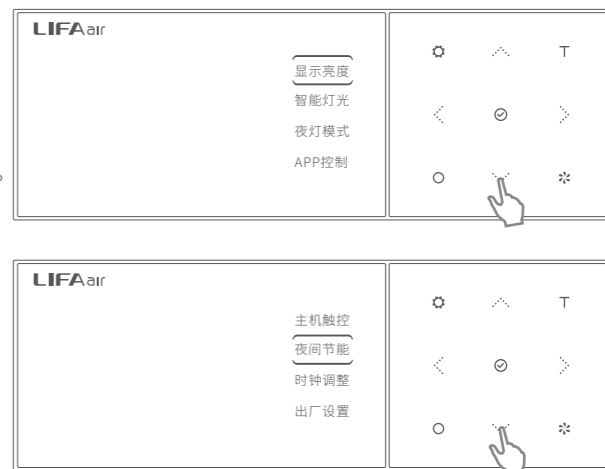 LIFAair
显示亮度
智能灯光
夜灯模式
APP控制
T
LIFAair
主机触控
夜间节能
时钟调整
出厂设置
T